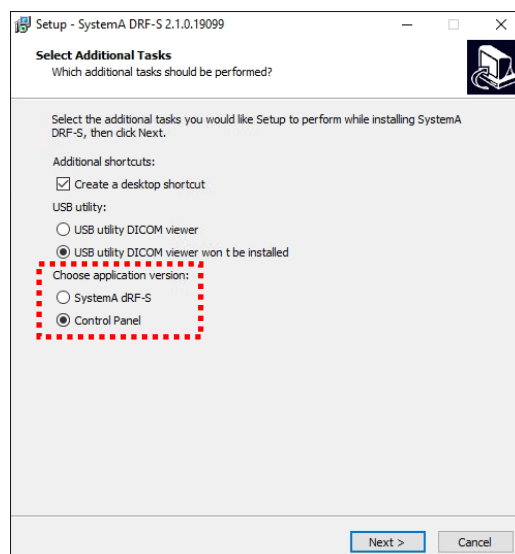 Setup - SystemA DRF-S 2.1.0.19099
Select Additional Tasks
Which additional tasks should be performed?
Select the additional tasks you would like Setup to perform while installing SystemA
DRF-S, then click Next.
Additional shortcuts:
Create a desktop shortcut
USB utility:
USB utility DICOM viewer
USB utility DICOM viewer won t be installed
Choose application version:
SystemA dRF-S
Control Panel
Next >
Cancel